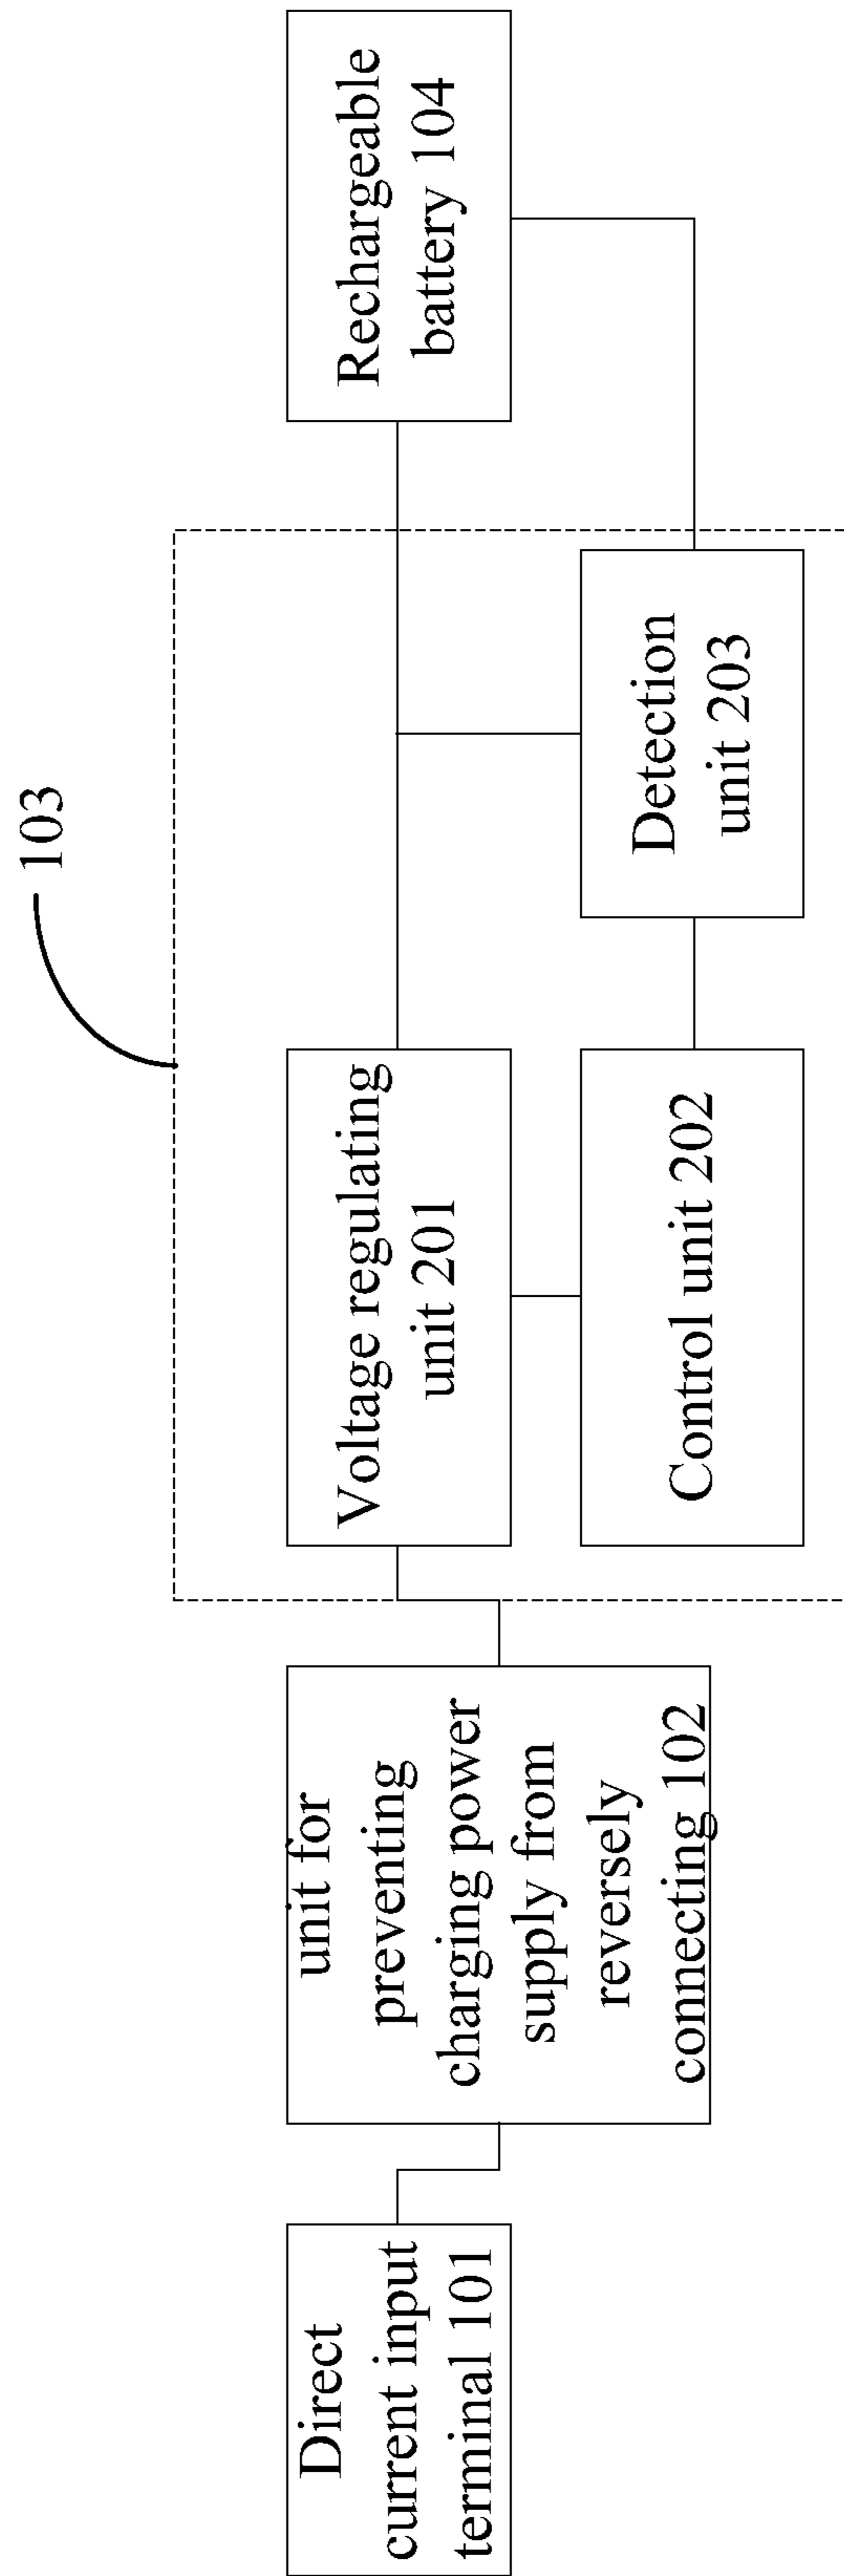 103
Direct
current input
terminal 101
unit for
preventing
charging power
supply from
reversely
connecting 102
Voltage regulating
unit 201
Control unit 202
Detection
unit 203
Rechargeable
battery 104